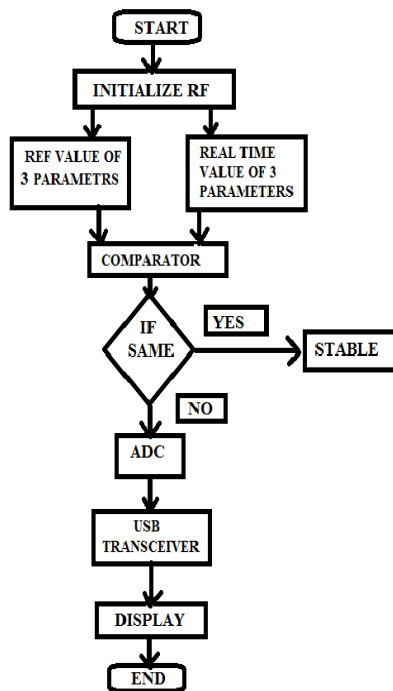 START
INITIALIZE RF
REF VALUE OF
3 PARAMETRS
REAL TIME
VALUE OF 3
PARAMETERS
COMPARATOR
IF
SAME
YES
STABLE
NO
ADC
USB
TRANSCEIVER
DISPLAY
END